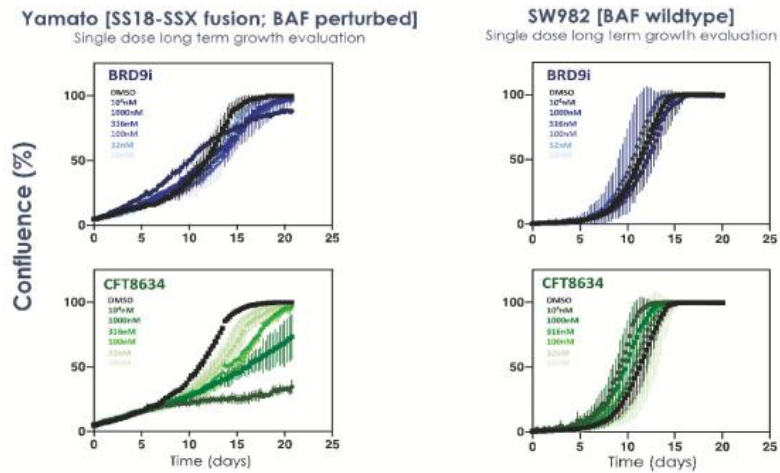 Yamato [SS18-SSX fusion; BAF perturbed]
Single dose long term growth evaluation
SW982 [BAF wildtype]
Single dose long term growth evaluation
Confluence (%)
BRD9i
DMSO
10⁴nM
1000nM
316nM
100nM
32nM
100
50
0
0 5 10 15 20
BRD9i
DMSO
10⁴nM
1000nM
316nM
100nM
32nM
100
50
0
0 5 10 15 20
CFT8634
DMSO
10⁴nM
1000nM
316nM
100nM
32nM
100
50
0
0 5 10 15 20
Time (days)
CFT8634
DMSO
10⁴nM
1000nM
316nM
100nM
32nM
100
50
0
0 5 10 15 20
Time (days)